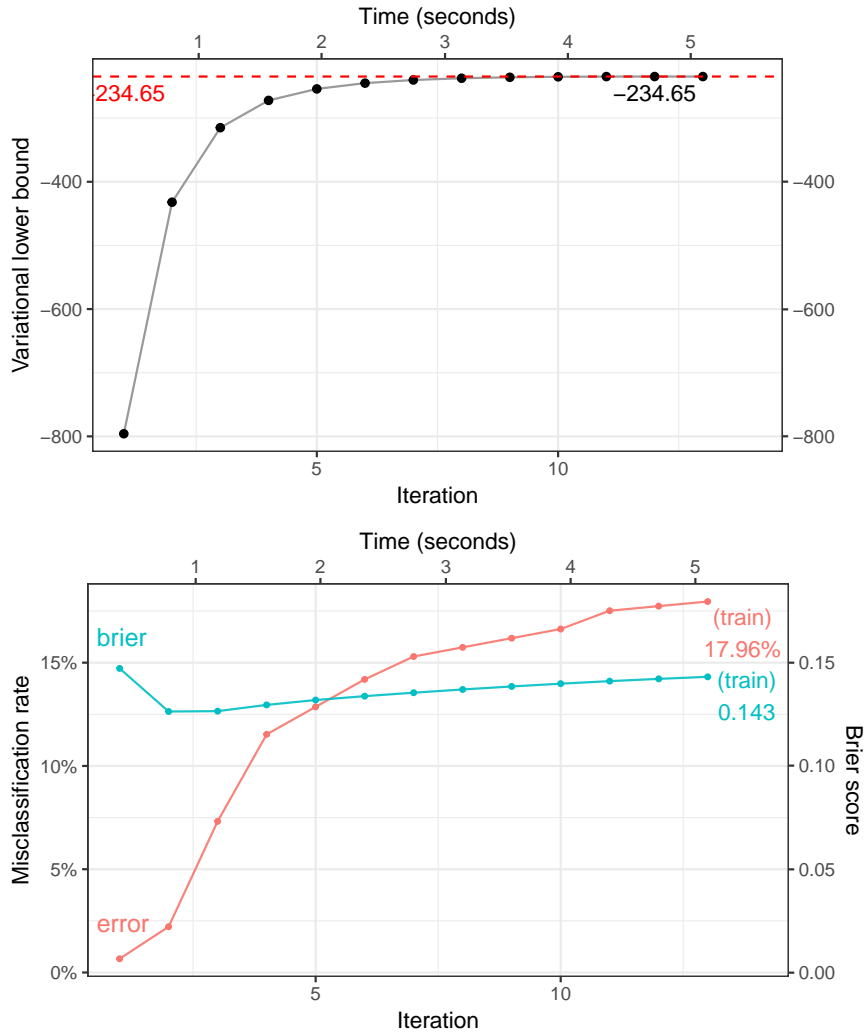 Time (seconds)
1 2 3 4 5
234.65
−234.65
−400 −400
−600 −600
−800 −800
Variational lower bound
5 10
Iteration
Time (seconds)
1 2 3 4 5
(train)
17.96%
brier
(train)
0.143
error
15% 0.15
10% 0.10
5% 0.05
0% 0.00
Misclassification rate
Brier score
5 10
Iteration